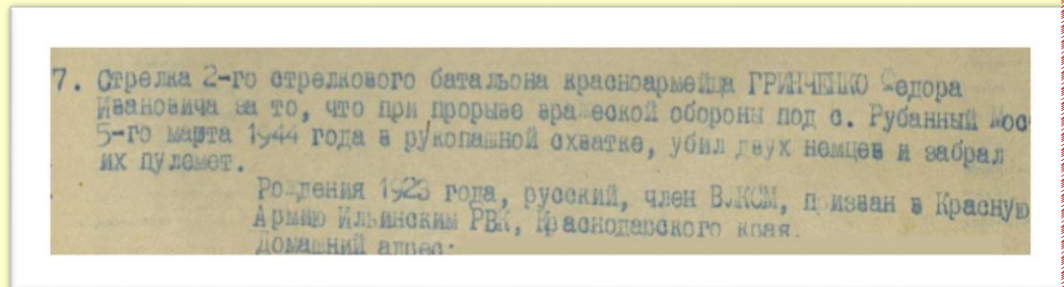 7. Стрелка 2-го стрелкового батальона красноармейца ГРИНЧЕНКО Федора
Ивановича за то, что при прорыве вражеской обороны под с. Рубанный Мос
5-го марта 1944 года в рукопашной схватке, убил двух немцев и забрал
их пулемет.
Рождения 1923 года, русский, член ВЛКСМ, призван в Красную
Армию Ильинским РВК, Краснодарского края.
Домашний адрес: